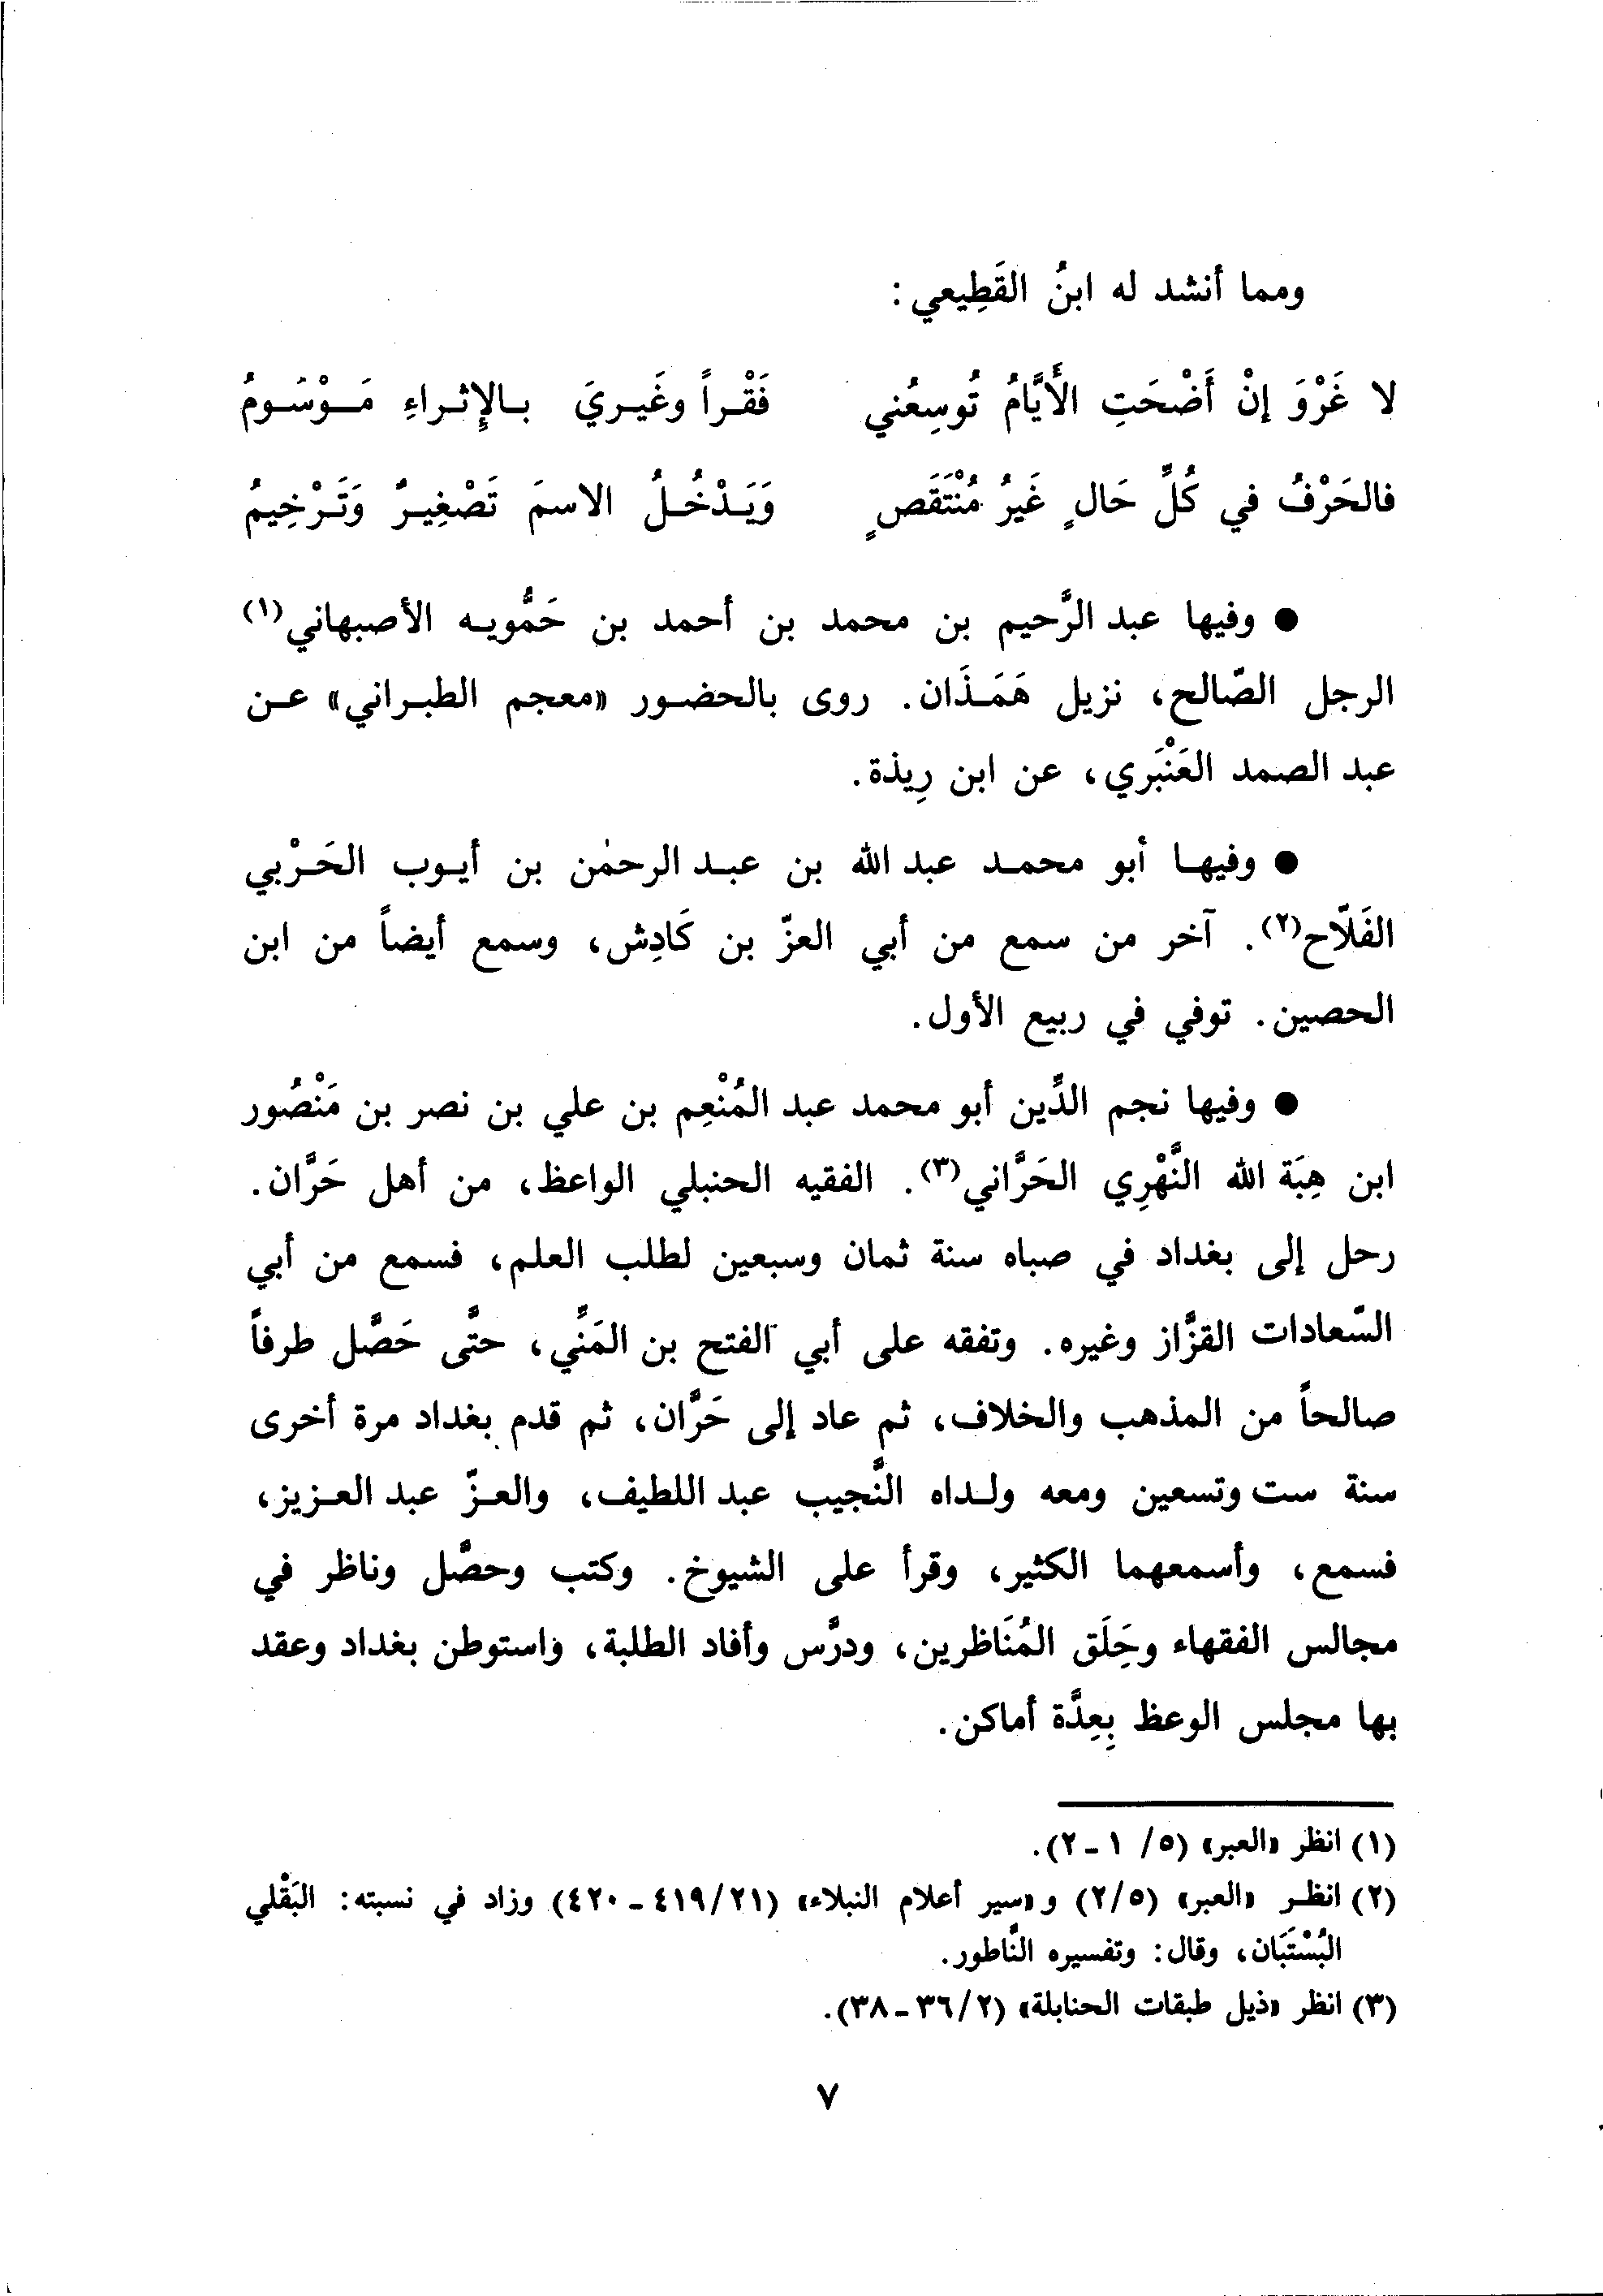 ومما أنشد له ابنُ القَطِيعي:
لا غَرْوَ إنْ أَضْحَتِ الأَيَّامُ تُوسِعُني فَقْراً وغَيريَ بالإِثراءِ مَوْسُومُ
فالحَرْفُ في كُلِّ حَالٍ غَيرُ مُنْتَقَصٍ وَيَدْخُلُ الاسمَ تَصْغِيرٌ وَتَرْخِيمُ
● وفيها عبد الرَّحيم بن محمد بن أحمد بن حَمُّويه الأصبهاني(١)
الرجل الصّالح، نزيل هَمَذَان. روى بالحضور «معجم الطبراني» عن
عبد الصمد العَنْبَري، عن ابن رِيذة.
● وفيها أبو محمد عبد الله بن عبد الرحمٰن بن أيوب الحَرْبي
الفَلّاح(٢). آخر من سمع من أبي العزّ بن كَادِش، وسمع أيضاً من ابن
الحصين. توفي في ربيع الأول.
● وفيها نجم الدِّين أبو محمد عبد المُنْعِم بن علي بن نصر بن مَنْصُور
ابن هِبَة الله النَّهْرِي الحَرَّاني(٣). الفقيه الحنبلي الواعظ، من أهل حَرَّان.
رحل إلى بغداد في صباه سنة ثمان وسبعين لطلب العلم، فسمع من أبي
السّعادات القزَّاز وغيره. وتفقه على أبي الفتح بن المَنِّي، حتَّى حَصَّل طرفاً
صالحاً من المذهب والخلاف، ثم عاد إلى حَرَّان، ثم قدم بغداد مرة أخرى
سنة ست وتسعين ومعه ولداه النَّجيب عبد اللطيف، والعزّ عبد العزيز،
فسمع، وأسمعهما الكثير، وقرأ على الشيوخ. وكتب وحصَّل وناظر في
مجالس الفقهاء وحِلَق المُنَاظرين، ودرَّس وأفاد الطلبة، واستوطن بغداد وعقد
بها مجلس الوعظ بِعِدَّة أماكن.
(١) انظر «العبر» (٥/ ١ ـ ٢).
(٢) انظر «العبر» (٢/٥) و«سير أعلام النبلاء» (٤١٩/٢١ ـ ٤٢٠) وزاد في نسبته: البَقْلي
البُسْتَبَان، وقال: وتفسيره النَّاطور.
(٣) انظر «ذيل طبقات الحنابلة» (٣٦/٢ ـ ٣٨).
٧